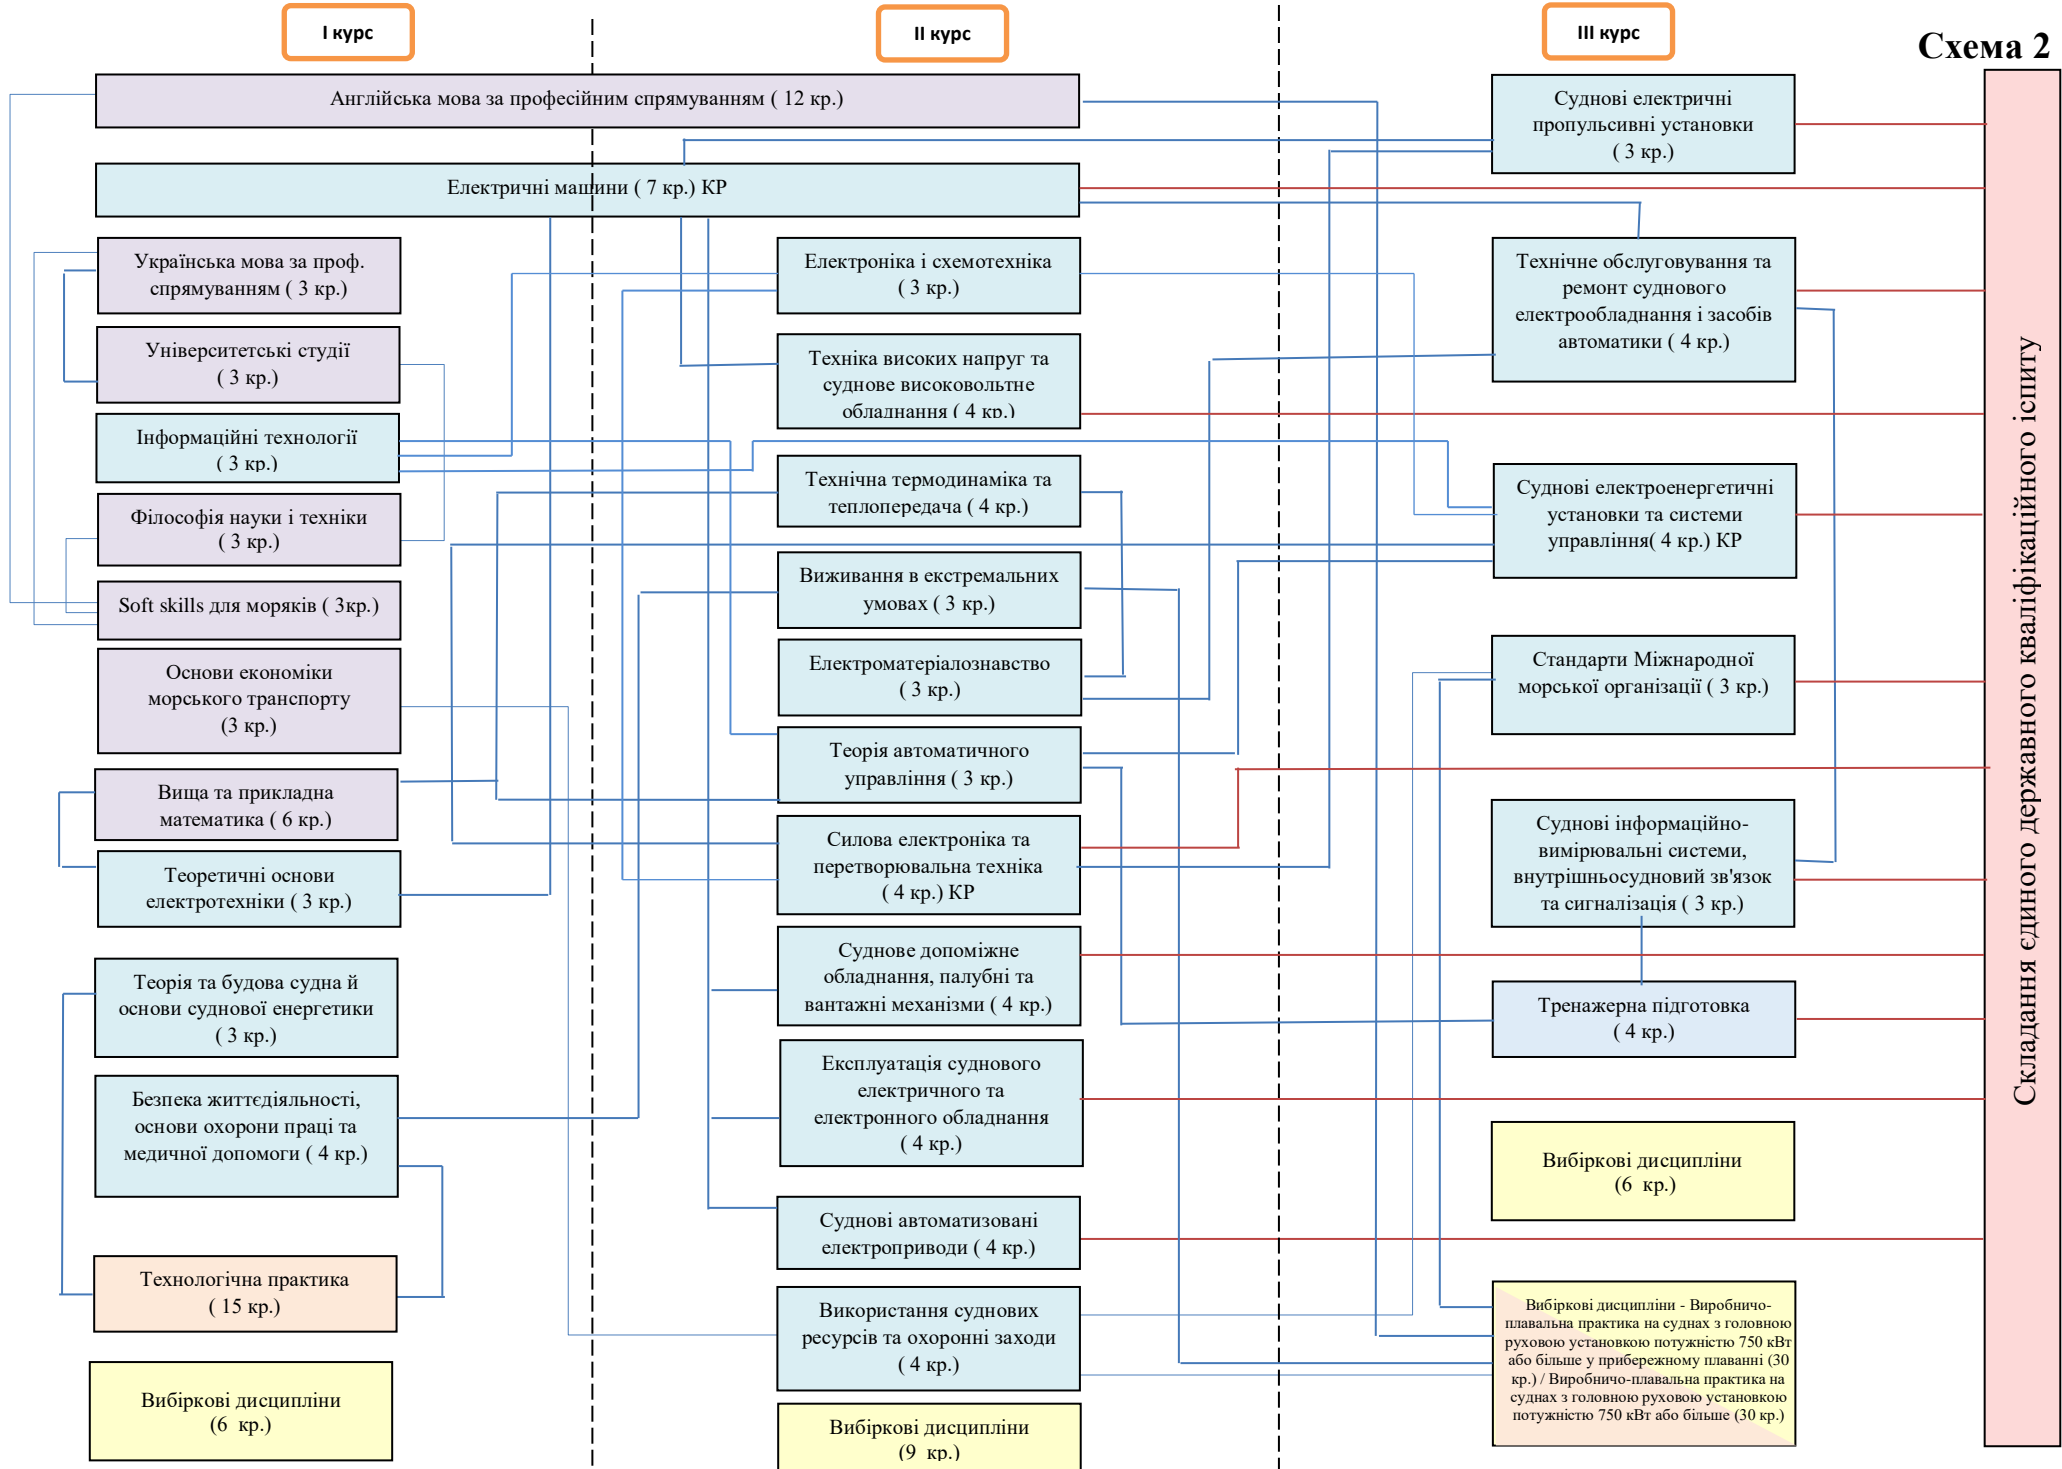 І курс
ІІ курс
ІІІ курс
Схема 2
Англійська мова за професійним спрямуванням ( 12 кр.)
Електричні машини ( 7 кр.) КР
Українська мова за проф.
спрямуванням ( 3 кр.)
Університетські студії
( 3 кр.)
Інформаційні технології
( 3 кр.)
Філософія науки і техніки
( 3 кр.)
Soft skills для моряків ( 3кр.)
Основи економіки
морського транспорту
(3 кр.)
Вища та прикладна
математика ( 6 кр.)
Теоретичні основи
електротехніки ( 3 кр.)
Теорія та будова судна й
основи суднової енергетики
( 3 кр.)
Безпека життєдіяльності,
основи охорони праці та
медичної допомоги ( 4 кр.)
Технологічна практика
( 15 кр.)
Вибіркові дисципліни
(6 кр.)
Електроніка і схемотехніка
( 3 кр.)
Техніка високих напруг та
суднове високовольтне
обладнання ( 4 кр.)
Технічна термодинаміка та
теплопередача ( 4 кр.)
Виживання в екстремальних
умовах ( 3 кр.)
Електроматеріалознавство
( 3 кр.)
Теорія автоматичного
управління ( 3 кр.)
Силова електроніка та
перетворювальна техніка
( 4 кр.) КР
Суднове допоміжне
обладнання, палубні та
вантажні механізми ( 4 кр.)
Експлуатація суднового
електричного та
електронного обладнання
( 4 кр.)
Суднові автоматизовані
електроприводи ( 4 кр.)
Використання суднових
ресурсів та охоронні заходи
( 4 кр.)
Вибіркові дисципліни
(9 кр.)
Суднові електричні
пропульсивні установки
( 3 кр.)
Технічне обслуговування та
ремонт суднового
електрообладнання і засобів
автоматики ( 4 кр.)
Суднові електроенергетичні
установки та системи
управління( 4 кр.) КР
Стандарти Міжнародної
морської організації ( 3 кр.)
Суднові інформаційно-
вимірювальні системи,
внутрішньосудновий зв'язок
та сигналізація ( 3 кр.)
Тренажерна підготовка
( 4 кр.)
Вибіркові дисципліни
(6 кр.)
Вибіркові дисципліни - Виробничо-
плавальна практика на суднах з головною
руховою установкою потужністю 750 кВт
або більше у прибережному плаванні (30
кр.) / Виробничо-плавальна практика на
суднах з головною руховою установкою
потужністю 750 кВт або більше (30 кр.)
Складання єдиного державного кваліфікаційного іспиту